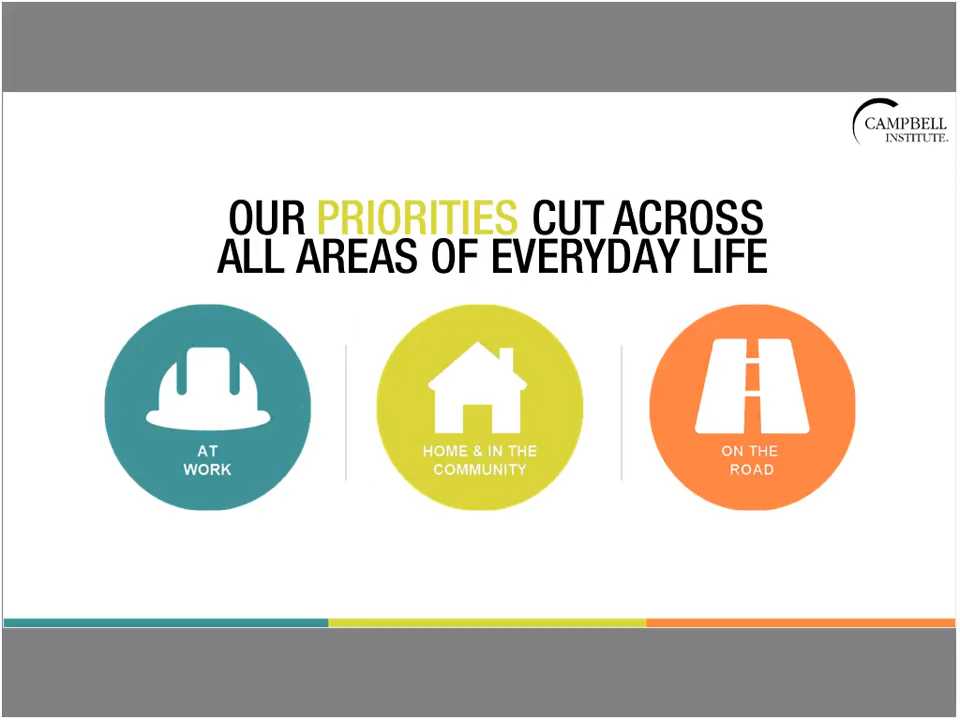 CAMPBELL
INSTITUTE™
OUR PRIORITIES CUT ACROSS
ALL AREAS OF EVERYDAY LIFE
AT
WORK
HOME & IN THE
COMMUNITY
ON THE
ROAD